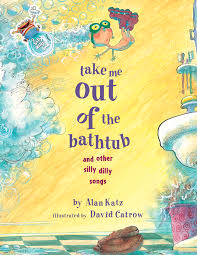 take me
out
of the
bathtub
and other
silly dilly
songs
by Alan Katz
illustrated by David Catrow